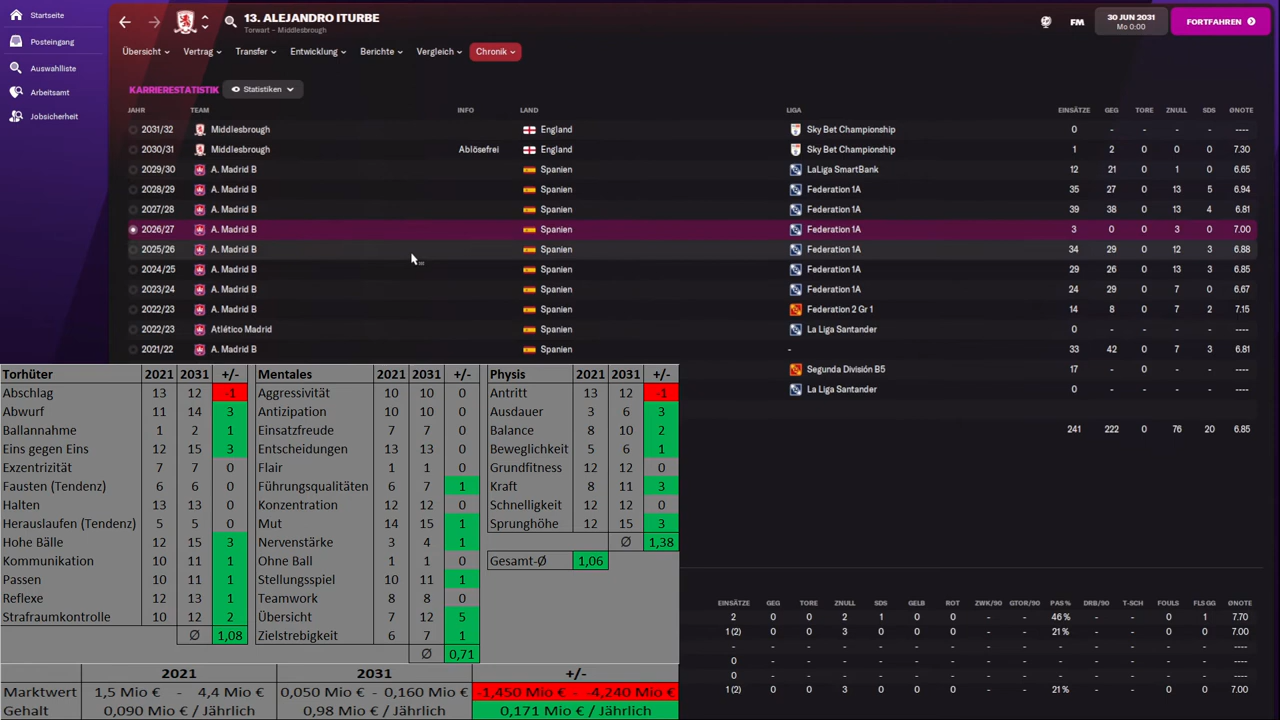 Startseite
Posteingang
Auswahlliste
Arbeitsamt
Jobsicherheit
13. ALEJANDRO ITURBE
Torwart - Middlesbrough
FM
30 JUN 2031
Mo 0:00
FORTFAHREN
Übersicht Vertrag Transfer Entwicklung Berichte Vergleich Chronik
KARRIERESTATISTIK Statistiken
JAHR TEAM INFO LAND LIGA EINSÄTZE GEG TORE ZNULL SDS ØNOTE
2031/32 Middlesbrough England Sky Bet Championship 0 - - - - ----
2030/31 Middlesbrough Ablösefrei England Sky Bet Championship 1 2 0 0 0 7.30
2029/30 A. Madrid B Spanien LaLiga SmartBank 12 21 0 1 0 6.65
2028/29 A. Madrid B Spanien Federation 1A 35 27 0 13 5 6.94
2027/28 A. Madrid B Spanien Federation 1A 39 38 0 13 4 6.81
2026/27 A. Madrid B Spanien Federation 1A 3 0 0 3 0 7.00
2025/26 A. Madrid B Spanien Federation 1A 34 29 0 12 3 6.88
2024/25 A. Madrid B Spanien Federation 1A 29 26 0 13 3 6.85
2023/24 A. Madrid B Spanien Federation 1A 24 29 0 7 0 6.67
2022/23 A. Madrid B Spanien Federation 2 Gr 1 14 8 0 7 2 7.15
2022/23 Atlético Madrid Spanien La Liga Santander 0 - - - - ----
2021/22 A. Madrid B Spanien - 33 42 0 7 3 6.81
Segunda División B5 17 - - - - ----
La Liga Santander 0 - - - - ----
241 222 0 76 20 6.85
Torhüter 2021 2031 +/-
Abschlag 13 12 -1
Abwurf 11 14 3
Ballannahme 1 2 1
Eins gegen Eins 12 15 3
Exzentrizität 7 7 0
Fausten (Tendenz) 6 6 0
Halten 13 13 0
Herauslaufen (Tendenz) 5 5 0
Hohe Bälle 12 15 3
Kommunikation 10 11 1
Passen 10 11 1
Reflexe 12 13 1
Strafraumkontrolle 10 12 2
Ø 1,08
Mentales 2021 2031 +/-
Aggressivität 10 10 0
Antizipation 10 10 0
Einsatzfreude 7 7 0
Entscheidungen 13 13 0
Flair 1 1 0
Führungsqualitäten 6 7 1
Konzentration 12 12 0
Mut 14 15 1
Nervenstärke 3 4 1
Ohne Ball 1 1 0
Stellungsspiel 10 11 1
Teamwork 8 8 0
Übersicht 7 12 5
Zielstrebigkeit 6 7 1
Ø 0,71
Physis 2021 2031 +/-
Antritt 13 12 -1
Ausdauer 3 6 3
Balance 8 10 2
Beweglichkeit 5 6 1
Grundfitness 12 12 0
Kraft 8 11 3
Schnelligkeit 12 12 0
Sprunghöhe 12 15 3
Ø 1,38
Gesamt-Ø 1,06
EINSÄTZE GEG TORE ZNULL SDS GELB ROT ZWK/90 GTOR/90 PAS% DRB/90 T-SCH FOULS FLS GG ØNOTE
2 0 0 2 1 0 0 - - 46 % - - 0 1 7.70
1 (2) 0 0 3 0 0 0 - - 21 % - - 0 0 7.00
- - - - - - - - - - - - - - ----
0 - - - - - - - - - - - - - ----
0 - - - - - - - - - - - - - ----
1 (2) 0 0 3 0 0 0 - - 21 % - - 0 0 7.00
2021 2031 +/-
Marktwert 1,5 Mio € - 4,4 Mio € 0,050 Mio € - 0,160 Mio € -1,450 Mio € - -4,240 Mio €
Gehalt 0,090 Mio € / Jährlich 0,98 Mio € / Jährlich 0,171 Mio € / Jährlich